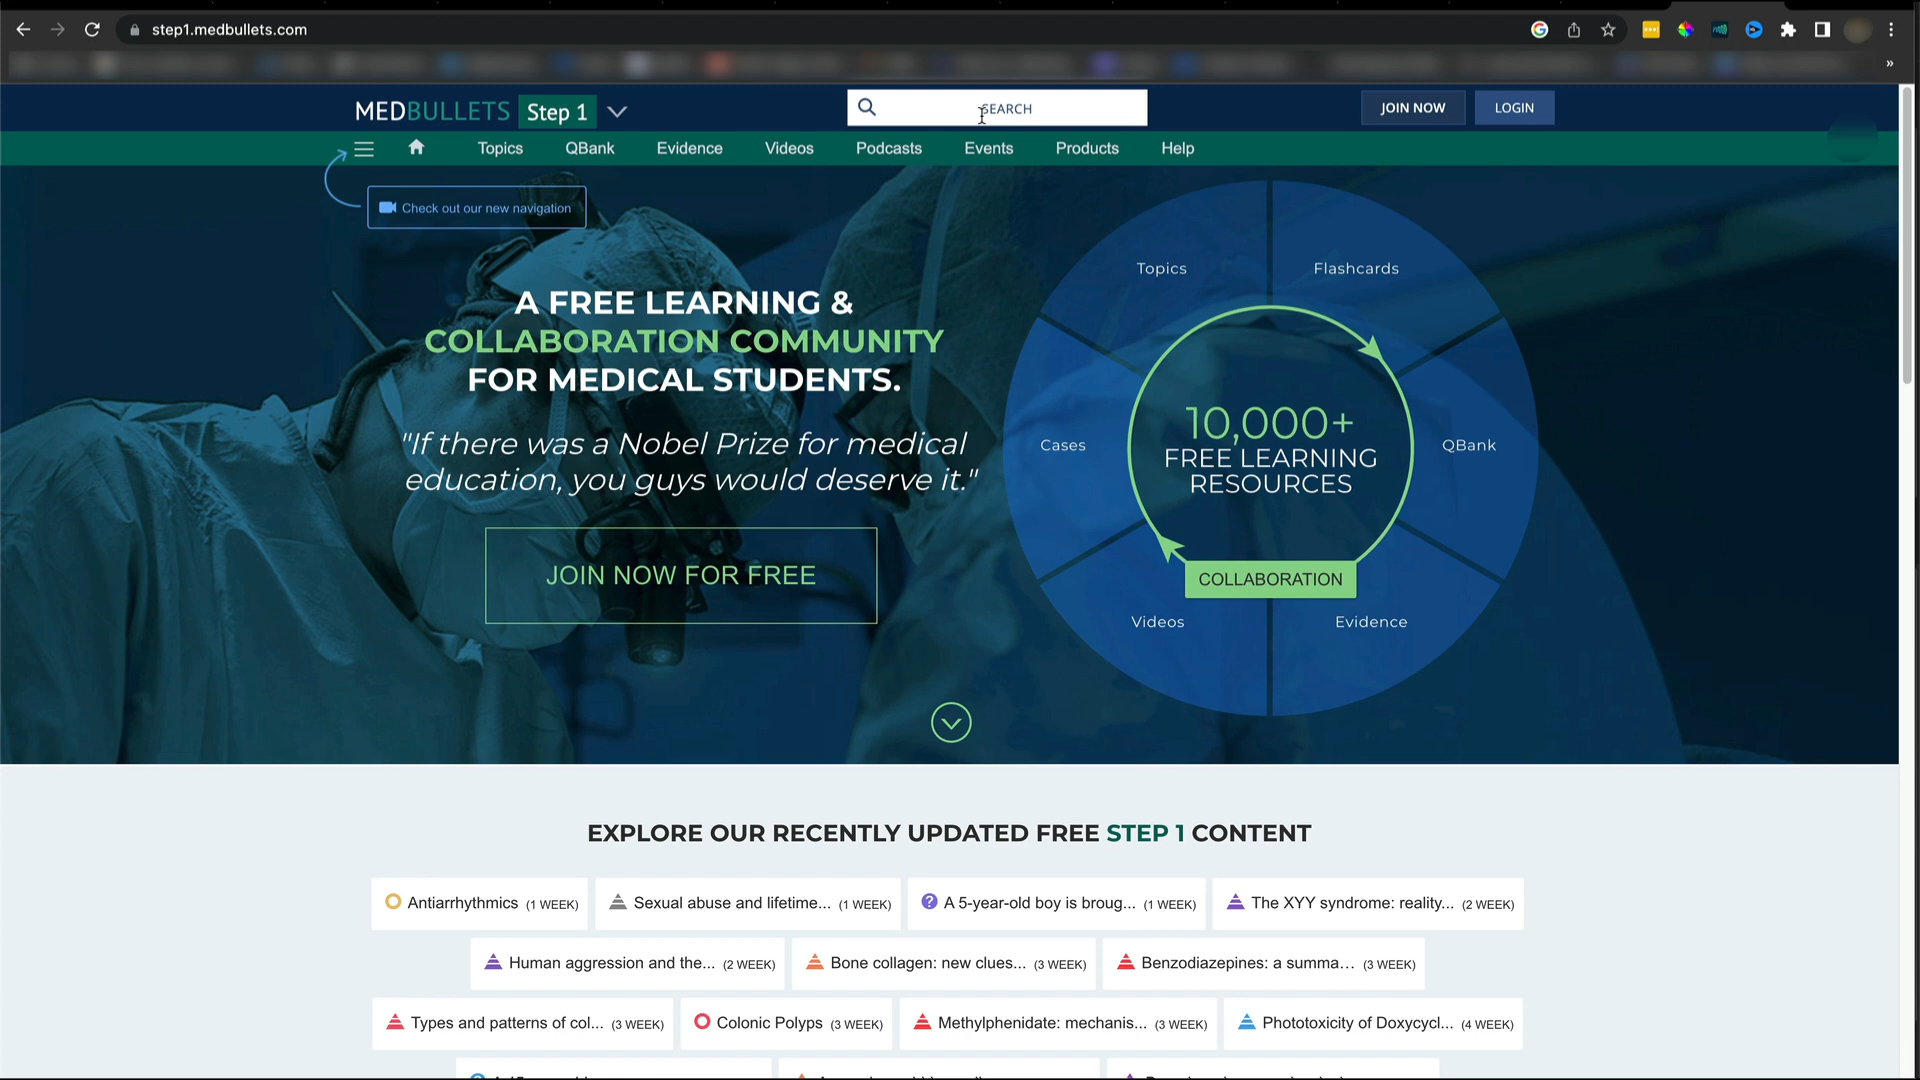 step1.medbullets.com
MEDBULLETS Step 1
SEARCH
JOIN NOW
LOGIN
Topics
QBank
Evidence
Videos
Podcasts
Events
Products
Help
Check out our new navigation
A FREE LEARNING &
COLLABORATION COMMUNITY
FOR MEDICAL STUDENTS.
"If there was a Nobel Prize for medical
education, you guys would deserve it."
JOIN NOW FOR FREE
Topics
Flashcards
Cases
10,000+
FREE LEARNING
RESOURCES
QBank
COLLABORATION
Videos
Evidence
EXPLORE OUR RECENTLY UPDATED FREE STEP 1 CONTENT
Antiarrhythmics (1 WEEK)
Sexual abuse and lifetime... (1 WEEK)
A 5-year-old boy is broug... (1 WEEK)
The XYY syndrome: reality... (2 WEEK)
Human aggression and the... (2 WEEK)
Bone collagen: new clues... (3 WEEK)
Benzodiazepines: a summa... (3 WEEK)
Types and patterns of col... (3 WEEK)
Colonic Polyps (3 WEEK)
Methylphenidate: mechanis... (3 WEEK)
Phototoxicity of Doxycycl... (4 WEEK)